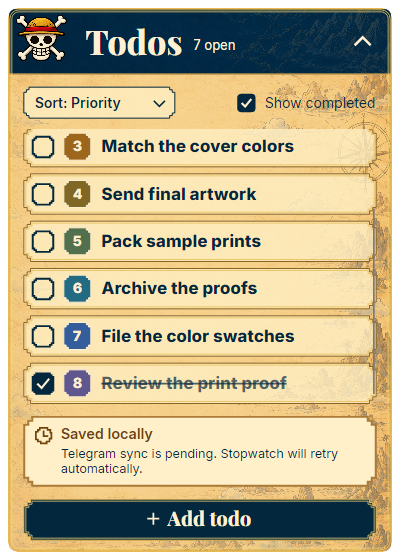 Todos 7 open
Sort: Priority Show completed
3 Match the cover colors
4 Send final artwork
5 Pack sample prints
6 Archive the proofs
7 File the color swatches
8 Review the print proof
Saved locally
Telegram sync is pending. Stopwatch will retry
automatically.
+ Add todo